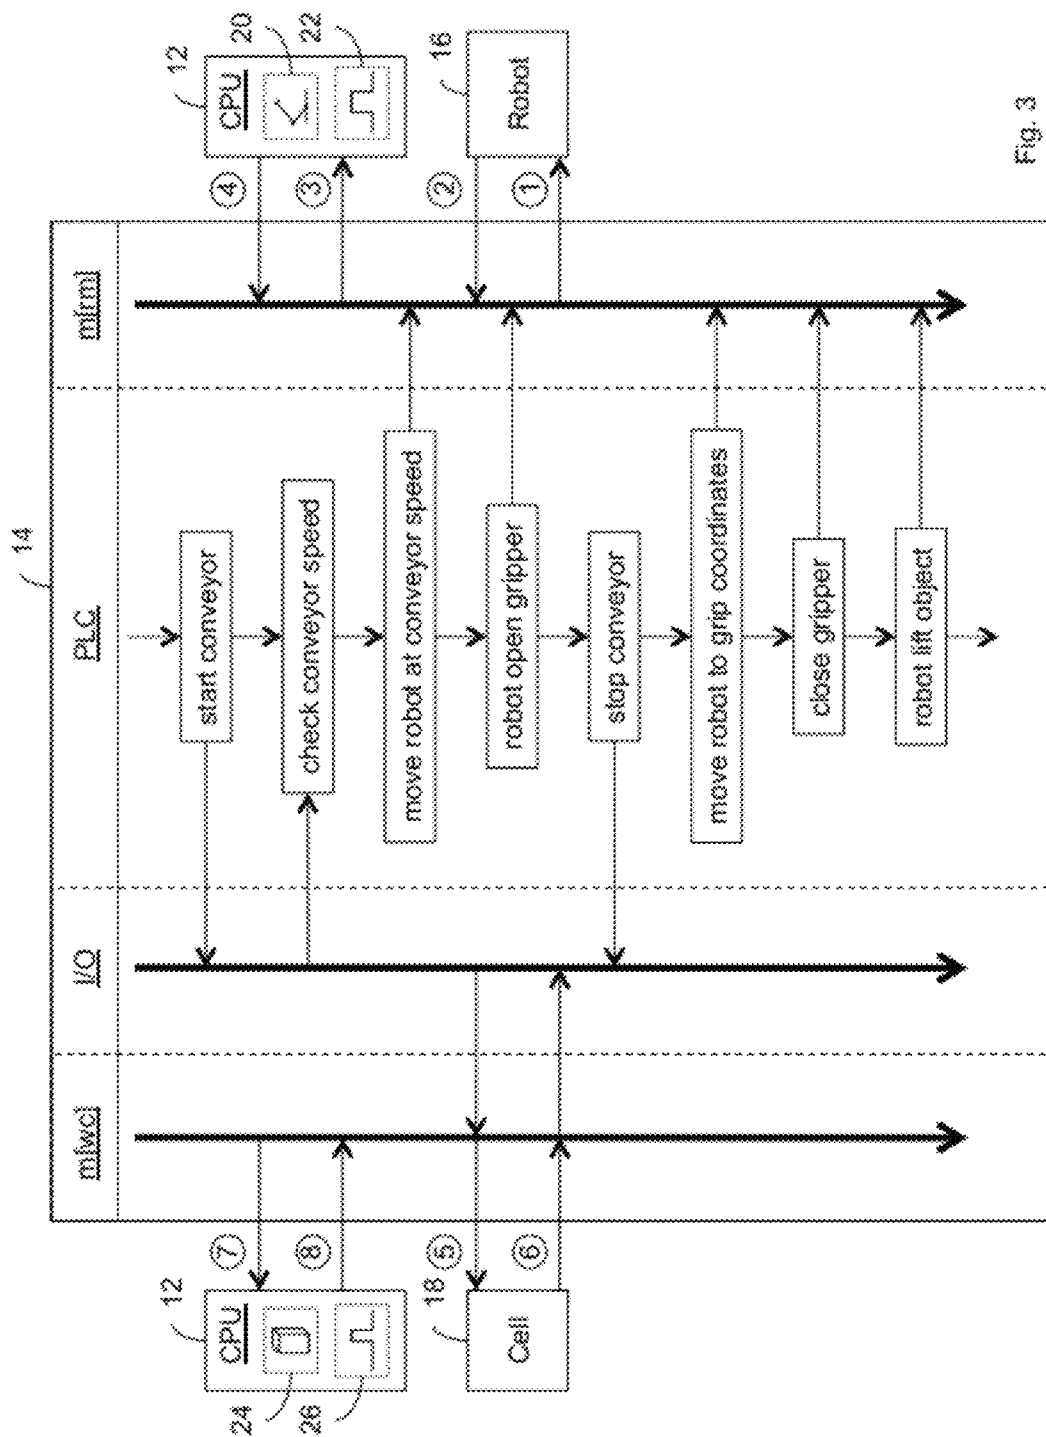 14
m[wc] I/O PLC m[rm]
12 12
start conveyor
CPU ⑦ ④ CPU
24 20
check conveyor speed
⑧ ③
26 22
move robot at conveyor speed
18 ⑤ ② 16
robot open gripper
Cell ⑥ ① Robot
stop conveyor
move robot to grip coordinates
close gripper
robot lift object
Fig. 3